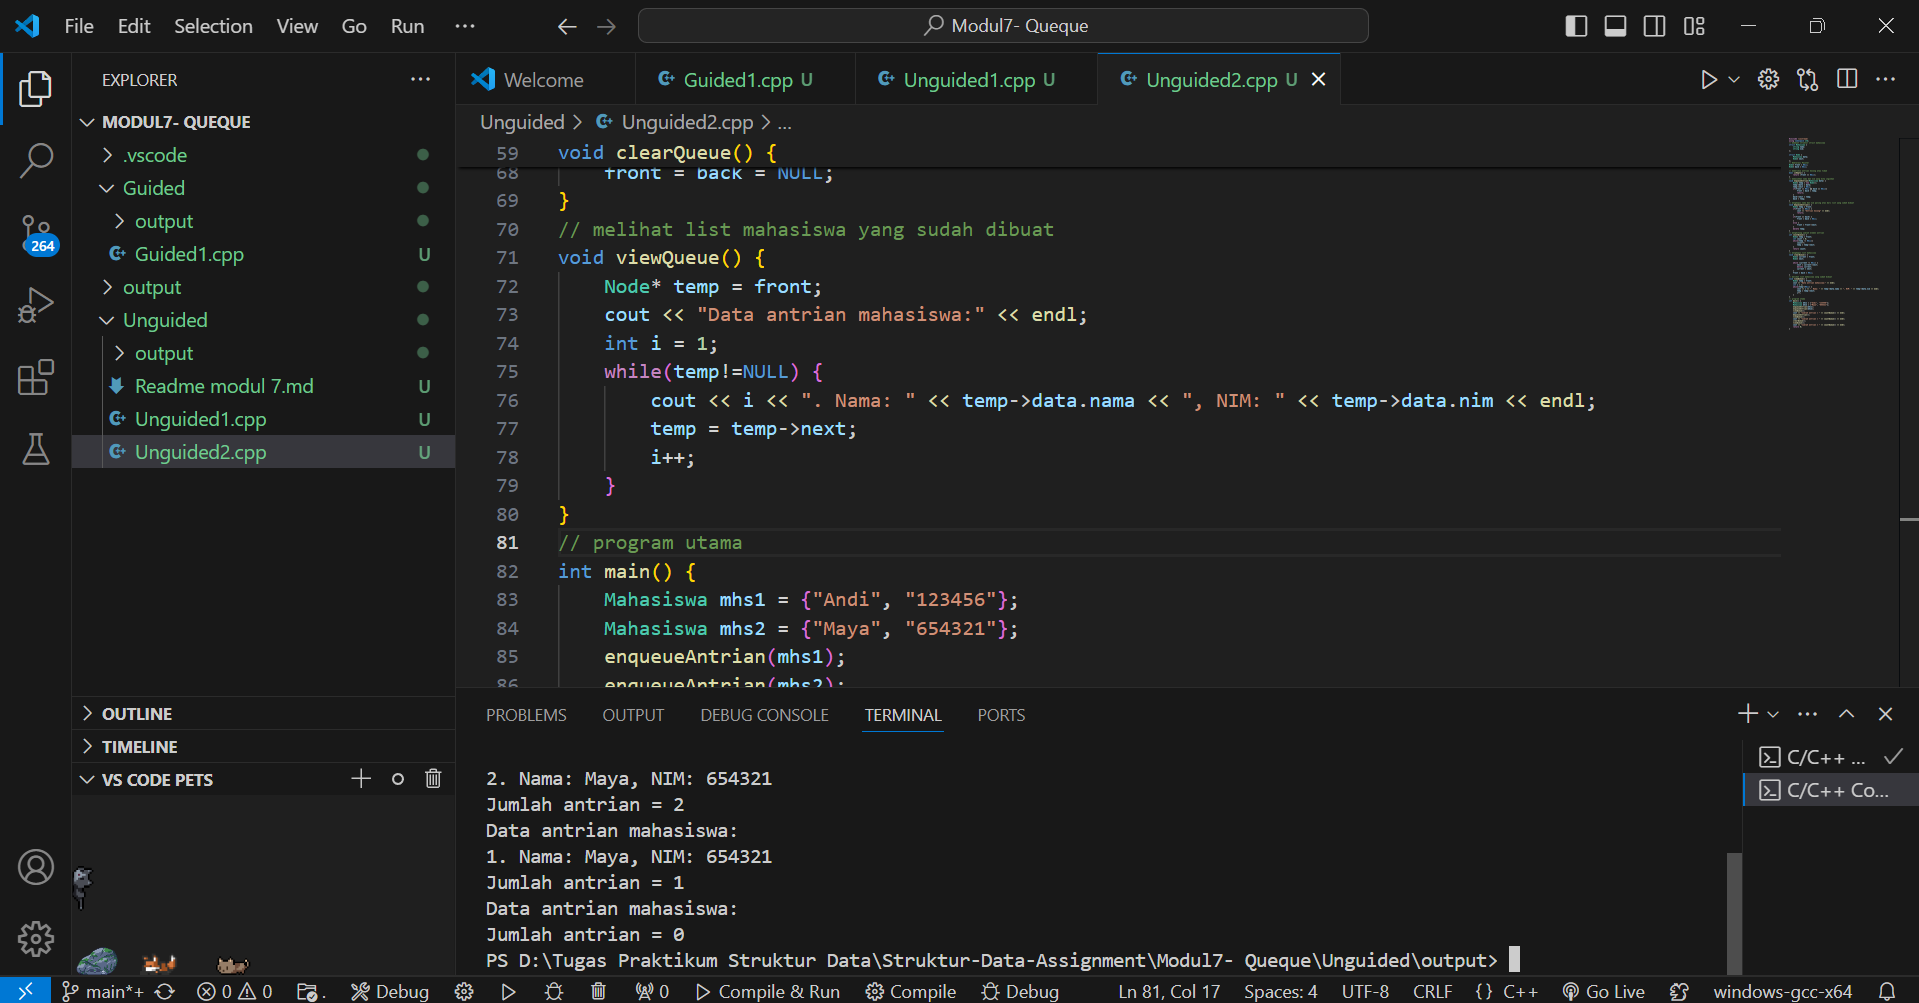 File Edit Selection View Go Run ...
Modul7- Queque
EXPLORER
MODUL7- QUEQUE
.vscode
Guided
output
Guided1.cpp U
output
Unguided
output
Readme modul 7.md U
Unguided1.cpp U
Unguided2.cpp U
264
OUTLINE
TIMELINE
VS CODE PETS
Welcome
Guided1.cpp U
Unguided1.cpp U
Unguided2.cpp U
Unguided > Unguided2.cpp > ...
59 void clearQueue() {
68 front = back = NULL;
69 }
70 // melihat list mahasiswa yang sudah dibuat
71 void viewQueue() {
72 Node* temp = front;
73 cout << "Data antrian mahasiswa:" << endl;
74 int i = 1;
75 while(temp!=NULL) {
76 cout << i << ". Nama: " << temp->data.nama << ", NIM: " << temp->data.nim << endl;
77 temp = temp->next;
78 i++;
79 }
80 }
81 // program utama
82 int main() {
83 Mahasiswa mhs1 = {"Andi", "123456"};
84 Mahasiswa mhs2 = {"Maya", "654321"};
85 enqueueAntrian(mhs1);
86 enqueueAntrian(mhs2);
PROBLEMS OUTPUT DEBUG CONSOLE TERMINAL PORTS
2. Nama: Maya, NIM: 654321
Jumlah antrian = 2
Data antrian mahasiswa:
1. Nama: Maya, NIM: 654321
Jumlah antrian = 1
Data antrian mahasiswa:
Jumlah antrian = 0
PS D:\Tugas Praktikum Struktur Data\Struktur-Data-Assignment\Modul7- Queque\Unguided\output>
C/C++ ...
C/C++ Co...
main*+ 0 0 Debug 0 Compile & Run Compile Debug Ln 81, Col 17 Spaces: 4 UTF-8 CRLF {} C++ Go Live windows-gcc-x64